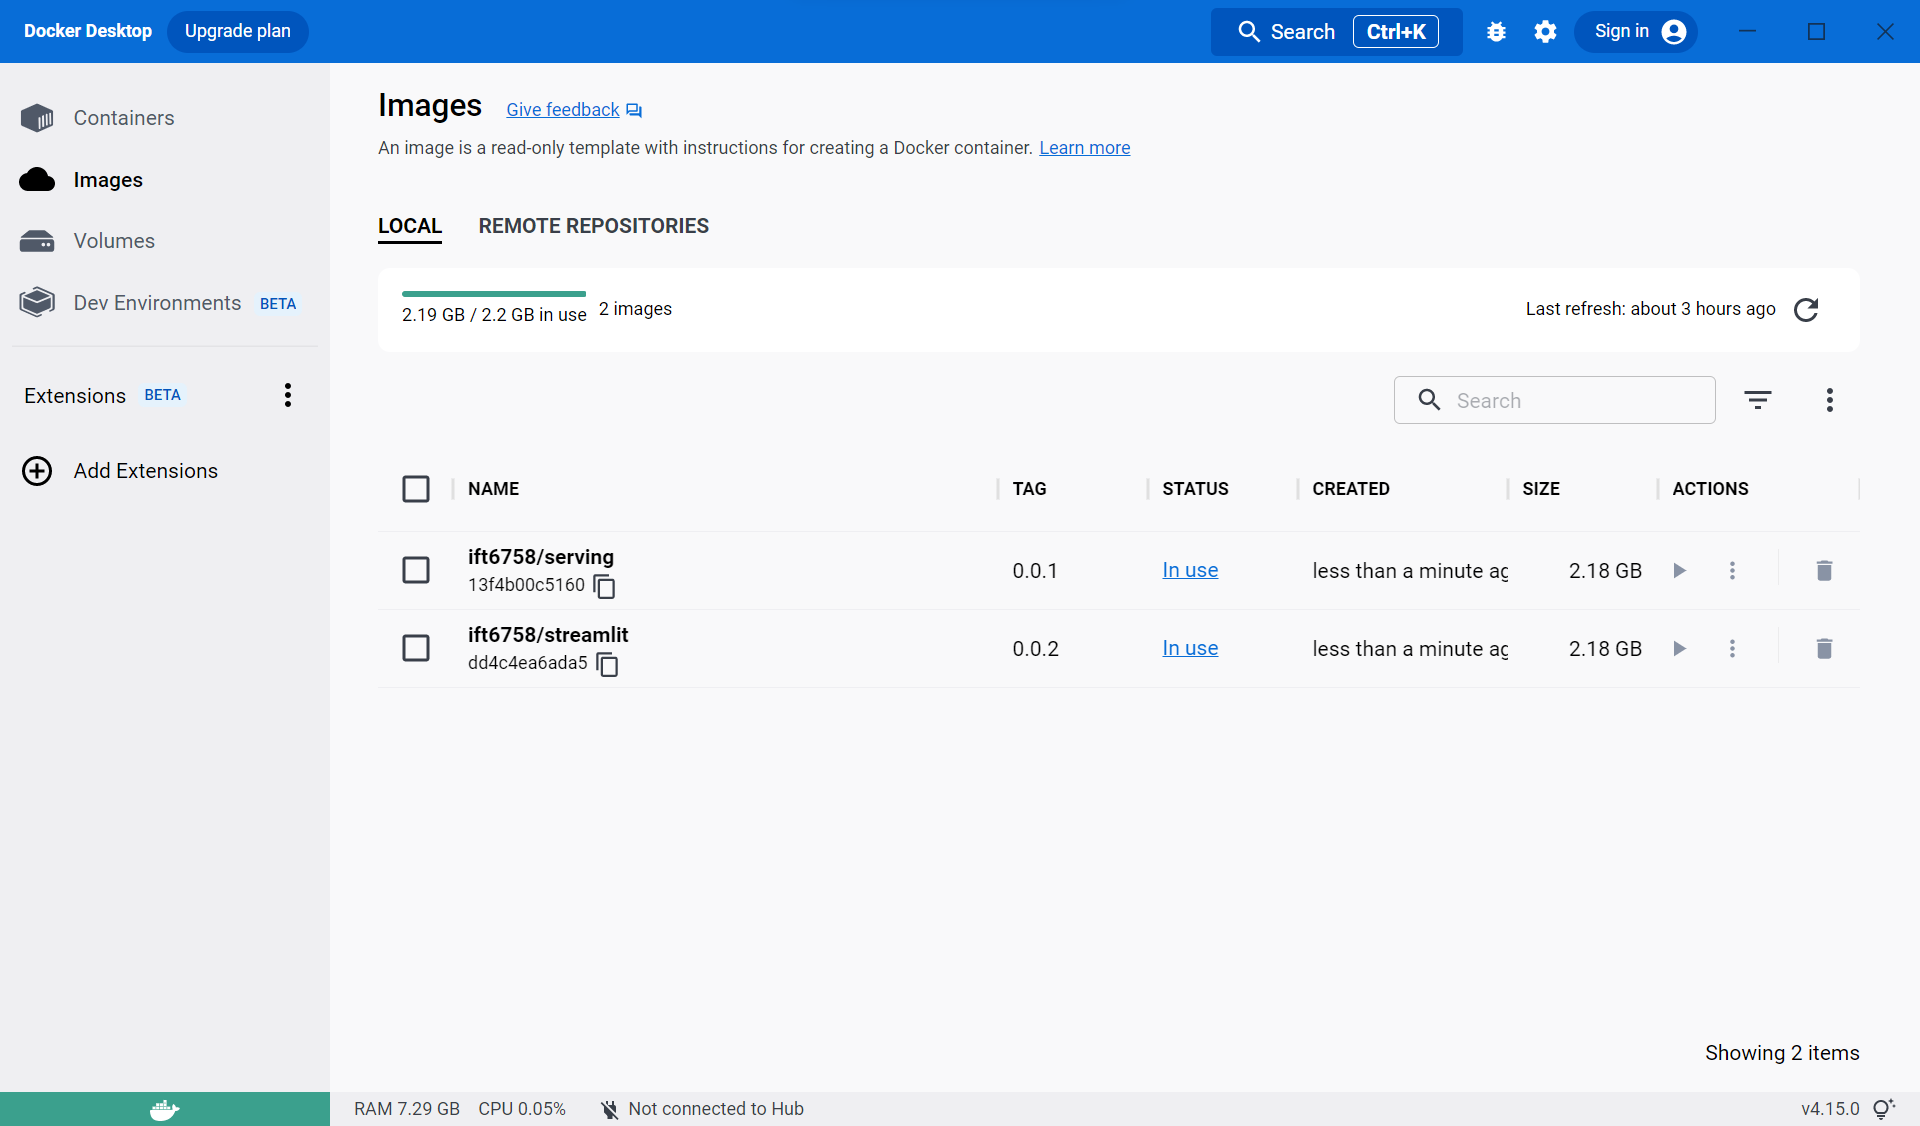 Docker Desktop Upgrade plan Search Ctrl+K Sign in
Containers
Images
Volumes
Dev Environments BETA
Extensions BETA
Add Extensions
Images Give feedback
An image is a read-only template with instructions for creating a Docker container. Learn more
LOCAL REMOTE REPOSITORIES
2.19 GB / 2.2 GB in use 2 images Last refresh: about 3 hours ago
Search
NAME TAG STATUS CREATED SIZE ACTIONS
ift6758/serving
13f4b00c5160 0.0.1 In use less than a minute ag 2.18 GB
ift6758/streamlit
dd4c4ea6ada5 0.0.2 In use less than a minute ag 2.18 GB
Showing 2 items
RAM 7.29 GB CPU 0.05% Not connected to Hub v4.15.0